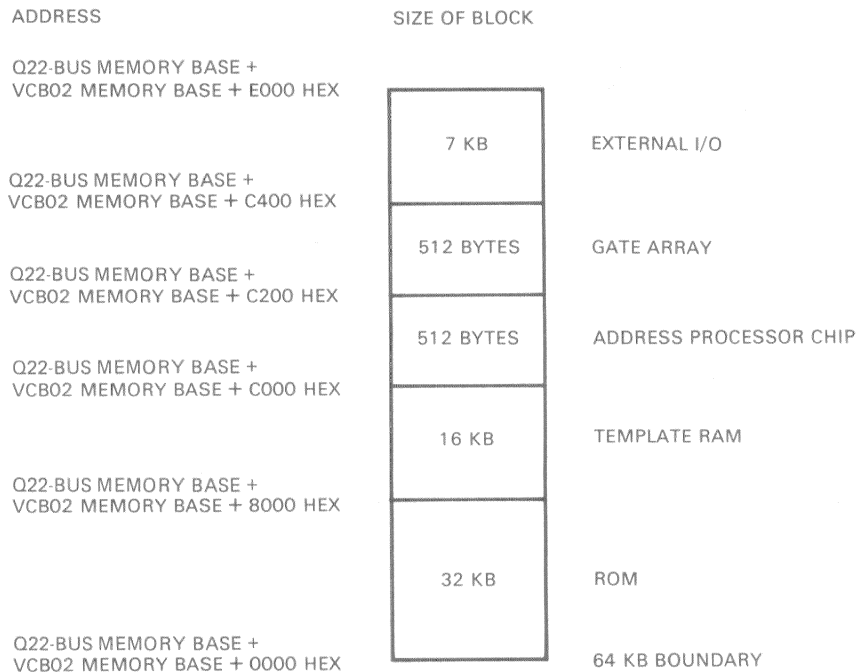 ADDRESS SIZE OF BLOCK
Q22-BUS MEMORY BASE +
VCB02 MEMORY BASE + E000 HEX
7 KB EXTERNAL I/O
Q22-BUS MEMORY BASE +
VCB02 MEMORY BASE + C400 HEX
512 BYTES GATE ARRAY
Q22-BUS MEMORY BASE +
VCB02 MEMORY BASE + C200 HEX
512 BYTES ADDRESS PROCESSOR CHIP
Q22-BUS MEMORY BASE +
VCB02 MEMORY BASE + C000 HEX
16 KB TEMPLATE RAM
Q22-BUS MEMORY BASE +
VCB02 MEMORY BASE + 8000 HEX
32 KB ROM
Q22-BUS MEMORY BASE +
VCB02 MEMORY BASE + 0000 HEX 64 KB BOUNDARY